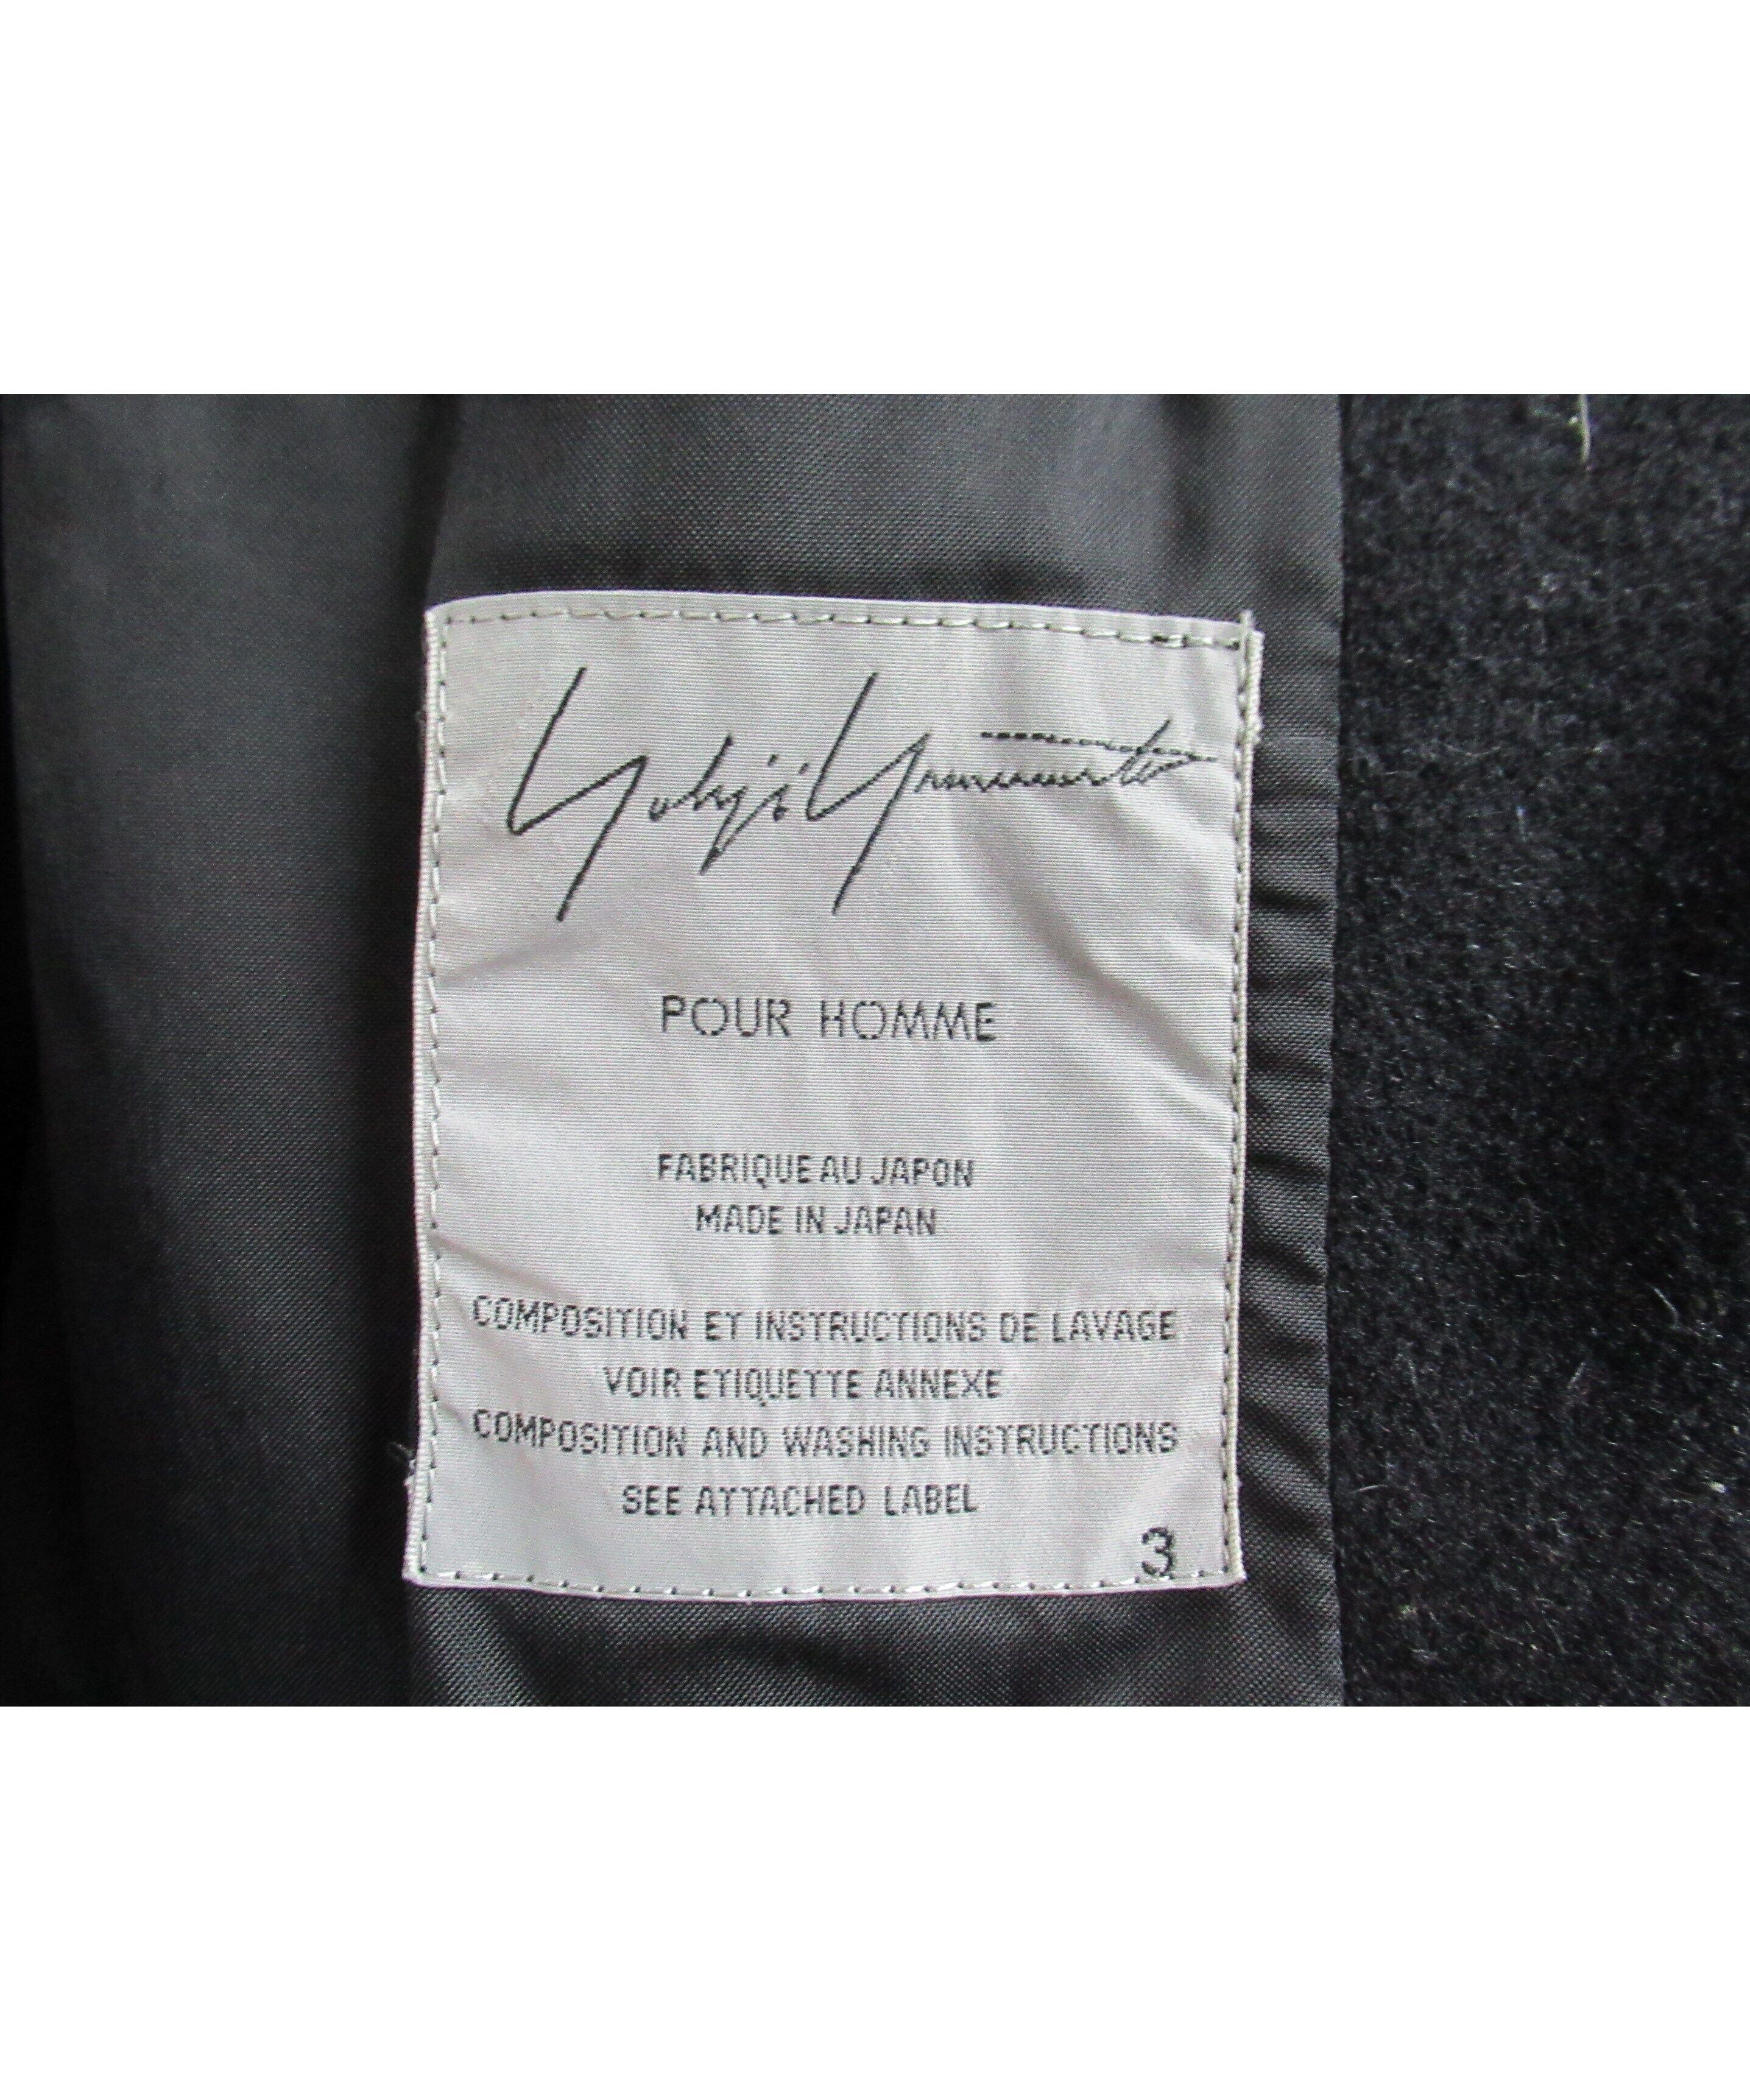 Yohji Yamamoto
POUR HOMME
FABRIQUE AU JAPON
MADE IN JAPAN
COMPOSITION ET INSTRUCTIONS DE LAVAGE
VOIR ETIQUETTE ANNEXE
COMPOSITION AND WASHING INSTRUCTIONS
SEE ATTACHED LABEL
3